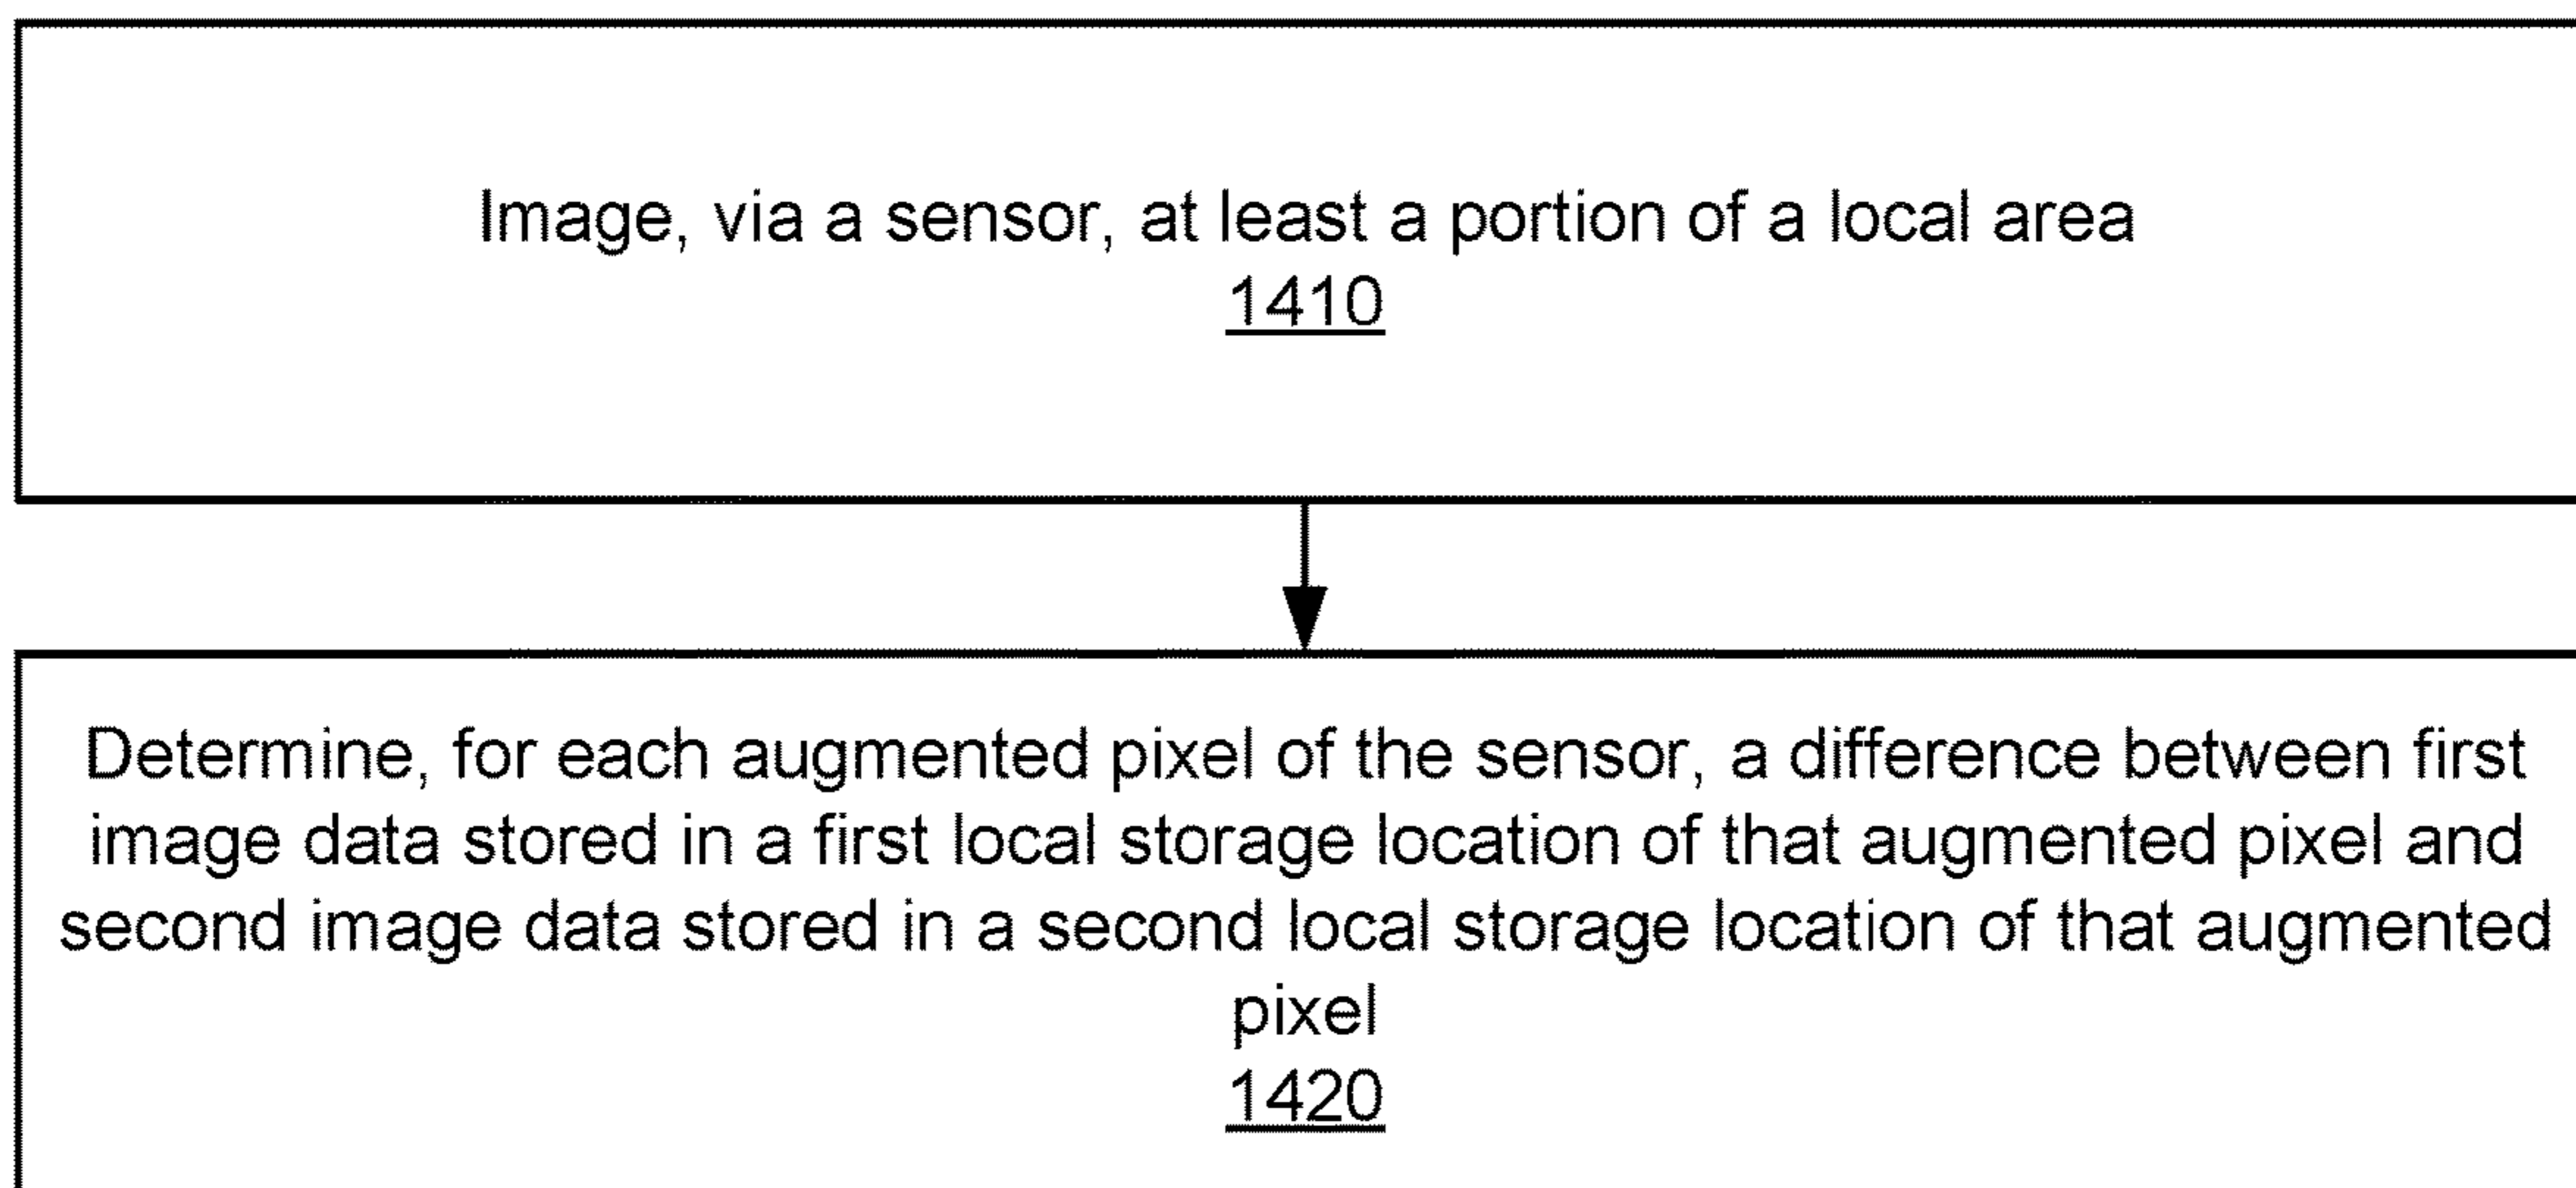 Image, via a sensor, at least a portion of a local area
1410
Determine, for each augmented pixel of the sensor, a difference between first
image data stored in a first local storage location of that augmented pixel and
second image data stored in a second local storage location of that augmented
pixel
1420